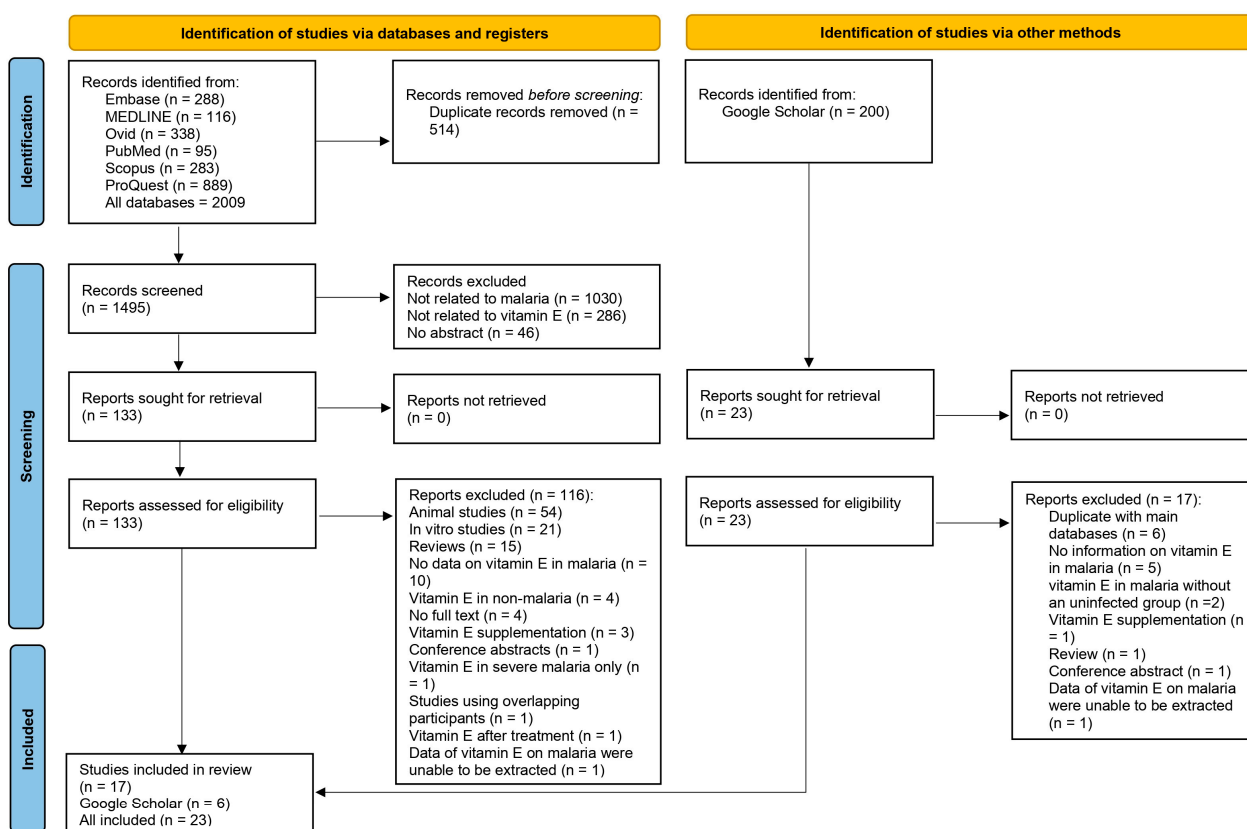 Identification of studies via databases and registers
Identification of studies via other methods
Identification
Records identified from:
Embase (n = 288)
MEDLINE (n = 116)
Ovid (n = 338)
PubMed (n = 95)
Scopus (n = 283)
ProQuest (n = 889)
All databases = 2009
Records removed before screening:
Duplicate records removed (n =
514)
Records identified from:
Google Scholar (n = 200)
Screening
Records screened
(n = 1495)
Records excluded
Not related to malaria (n = 1030)
Not related to vitamin E (n = 286)
No abstract (n = 46)
Reports sought for retrieval
(n = 133)
Reports not retrieved
(n = 0)
Reports sought for retrieval
(n = 23)
Reports not retrieved
(n = 0)
Reports assessed for eligibility
(n = 133)
Reports excluded (n = 116):
Animal studies (n = 54)
In vitro studies (n = 21)
Reviews (n = 15)
No data on vitamin E in malaria (n =
10)
Vitamin E in non-malaria (n = 4)
No full text (n = 4)
Vitamin E supplementation (n = 3)
Conference abstracts (n = 1)
Vitamin E in severe malaria only (n
= 1)
Studies using overlapping
participants (n = 1)
Vitamin E after treatment (n = 1)
Data of vitamin E on malaria were
unable to be extracted (n = 1)
Reports assessed for eligibility
(n = 23)
Reports excluded (n = 17):
Duplicate with main
databases (n = 6)
No information on vitamin E
in malaria (n = 5)
vitamin E in malaria without
an uninfected group (n =2)
Vitamin E supplementation (n
= 1)
Review (n = 1)
Conference abstract (n = 1)
Data of vitamin E on malaria
were unable to be extracted
(n = 1)
Included
Studies included in review
(n = 17)
Google Scholar (n = 6)
All included (n = 23)